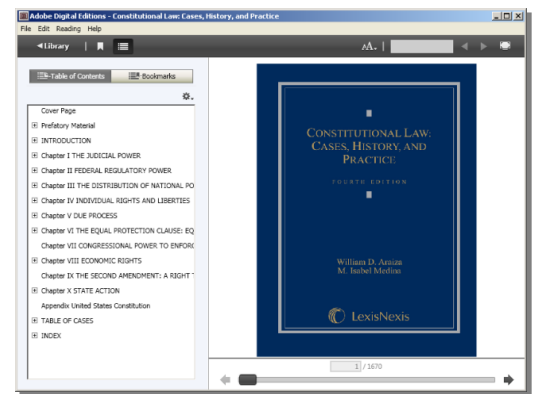 Adobe Digital Editions - Constitutional Law: Cases, History, and Practice
File Edit Reading Help
Library
Table of Contents
Bookmarks
Cover Page
Prefatory Material
INTRODUCTION
Chapter I THE JUDICIAL POWER
Chapter II FEDERAL REGULATORY POWER
Chapter III THE DISTRIBUTION OF NATIONAL PO
Chapter IV INDIVIDUAL RIGHTS AND LIBERTIES
Chapter V DUE PROCESS
Chapter VI THE EQUAL PROTECTION CLAUSE: EQ
Chapter VII CONGRESSIONAL POWER TO ENFORC
Chapter VIII ECONOMIC RIGHTS
Chapter IX THE SECOND AMENDMENT: A RIGHT T
Chapter X STATE ACTION
Appendix United States Constitution
TABLE OF CASES
INDEX
AA
CONSTITUTIONAL LAW:
CASES, HISTORY, AND
PRACTICE
FOURTH EDITION
William D. Araiza
M. Isabel Medina
LexisNexis
1 / 1670